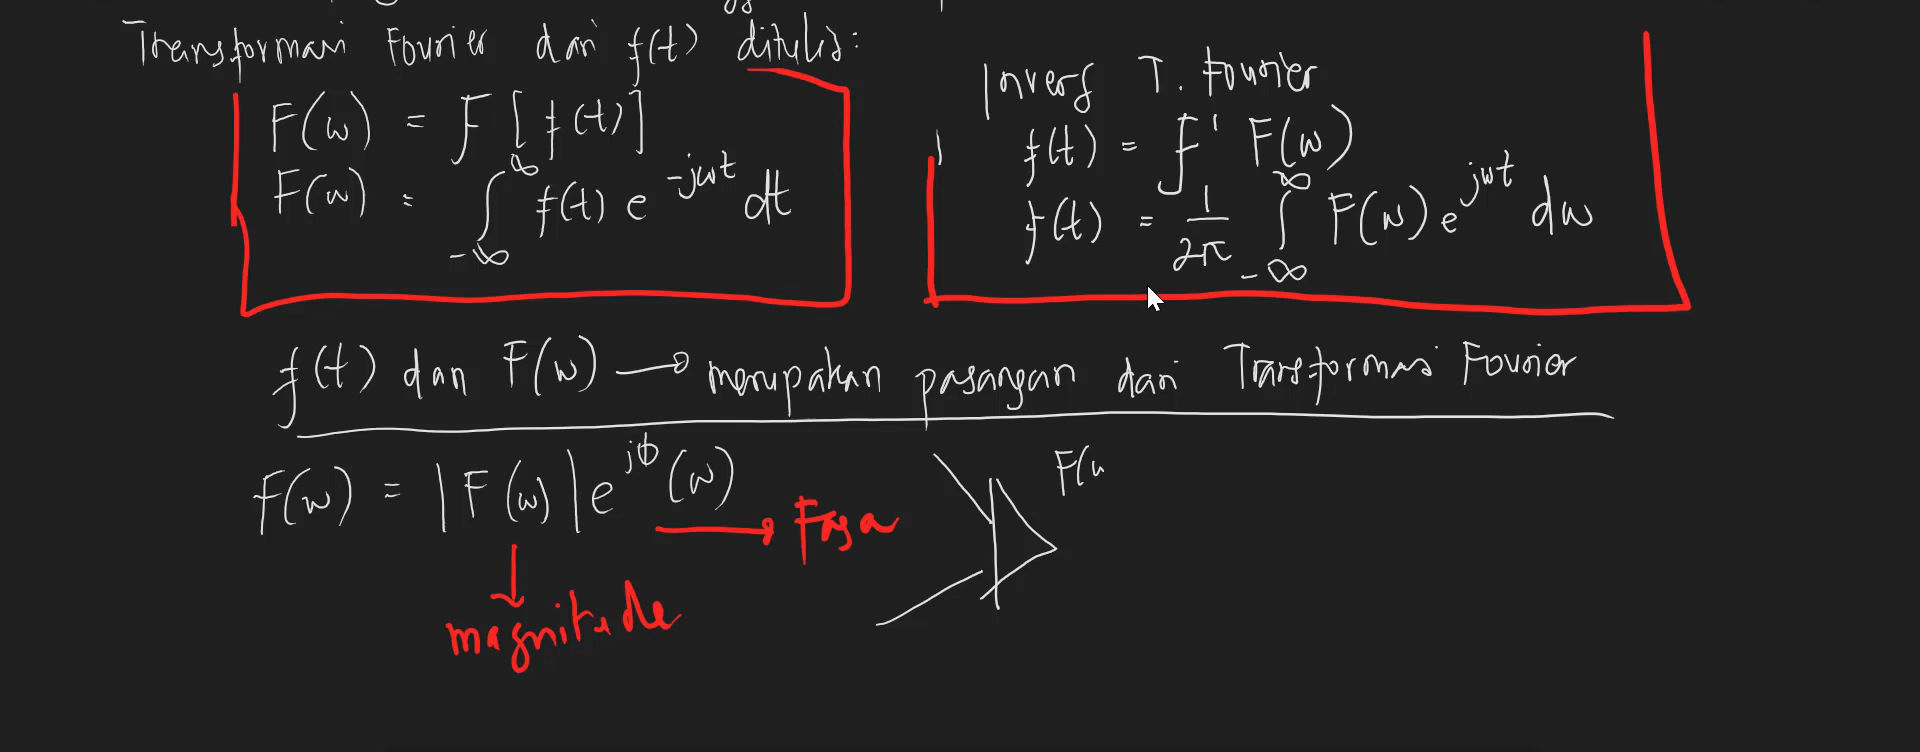 Transformasi Fourier dari f(t) ditulis:
F(ω) = F [f(t)]
F(ω) = ∫_{-∞}^{∞} f(t) e^{-jωt} dt
Invers T. Fourier
f(t) = F^{-1} F(ω)
f(t) = 1/2π ∫_{-∞}^{∞} F(ω) e^{jωt} dω
f(t) dan F(ω) → merupakan pasangan dari Transformasi Fourier
F(ω) = |F(ω)| e^{jϕ} (ω)
→ Fasa
↓
magnitude
F(